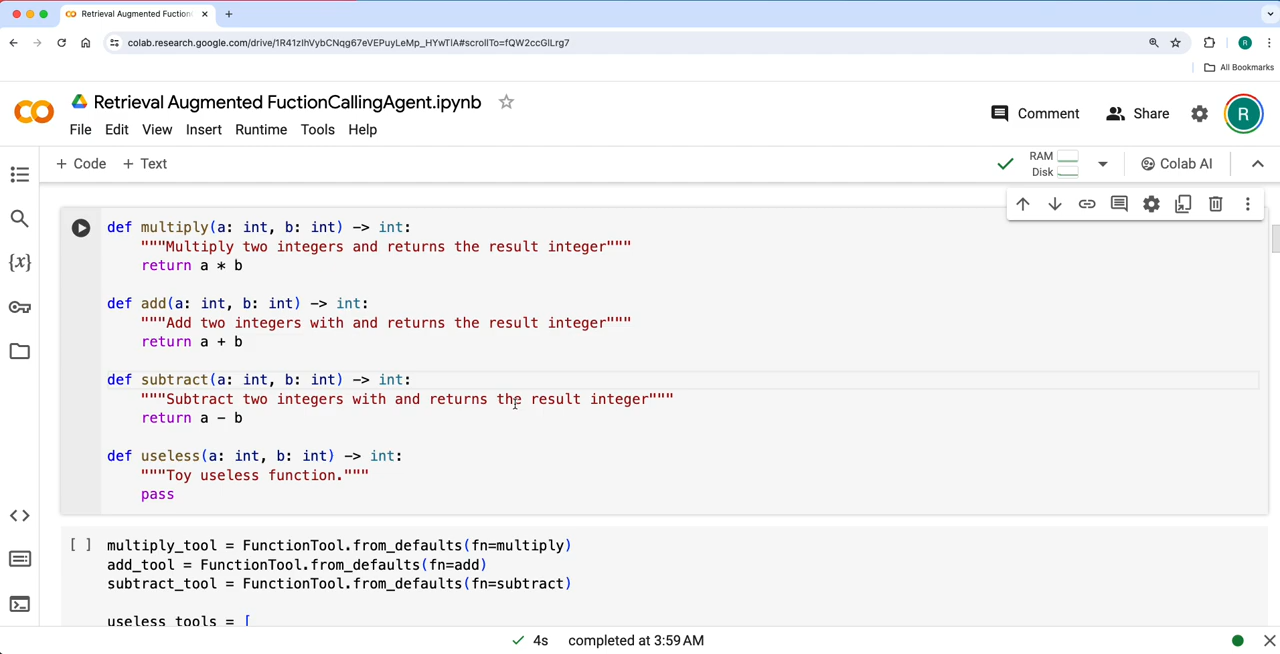 Retrieval Augmented Fuction
colab.research.google.com/drive/1R41zIhVybCNqg67eVEPuyLeMp_HYwTlA#scrollTo=fQW2ccGlLrg7
R
All Bookmarks
Retrieval Augmented FuctionCallingAgent.ipynb
Comment
Share
R
File Edit View Insert Runtime Tools Help
+ Code + Text
RAM
Disk
Colab AI
def multiply(a: int, b: int) -> int:
"""Multiply two integers and returns the result integer"""
return a * b
def add(a: int, b: int) -> int:
"""Add two integers with and returns the result integer"""
return a + b
def subtract(a: int, b: int) -> int:
"""Subtract two integers with and returns the result integer"""
return a - b
def useless(a: int, b: int) -> int:
"""Toy useless function."""
pass
[ ] multiply_tool = FunctionTool.from_defaults(fn=multiply)
add_tool = FunctionTool.from_defaults(fn=add)
subtract_tool = FunctionTool.from_defaults(fn=subtract)
useless_tools = [
4s completed at 3:59 AM